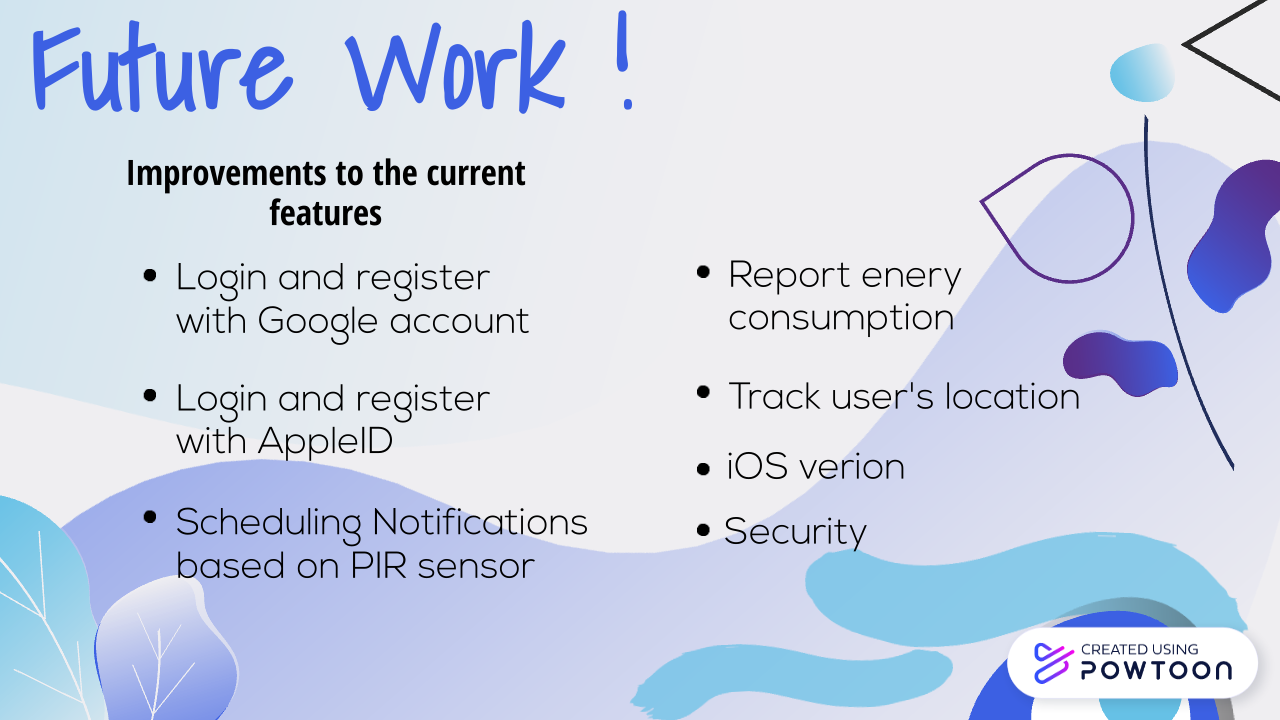 Future Work !
Improvements to the current
features
• Login and register
with Google account
• Login and register
with AppleID
• Scheduling Notifications
based on PIR sensor
• Report enery
consumption
• Track user's location
• iOS verion
• Security
CREATED USING
POWTOON